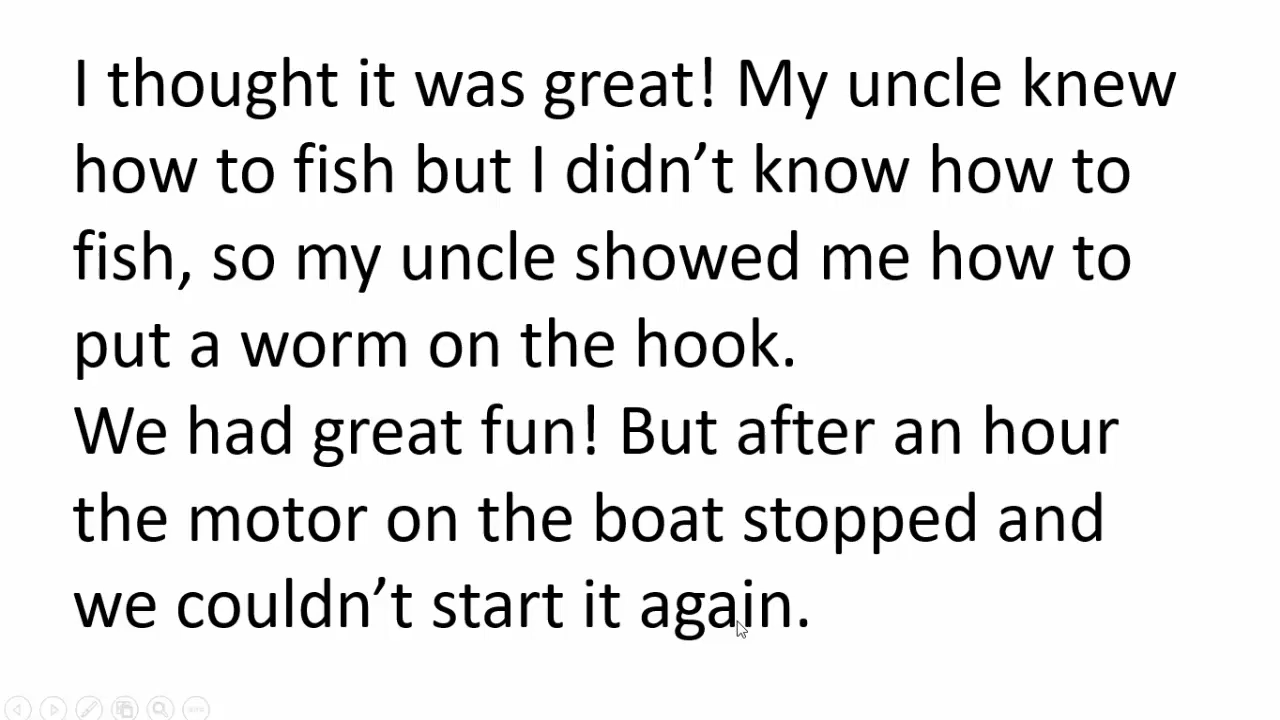 I thought it was great! My uncle knew
how to fish but I didn’t know how to
fish, so my uncle showed me how to
put a worm on the hook.
We had great fun! But after an hour
the motor on the boat stopped and
we couldn’t start it again.